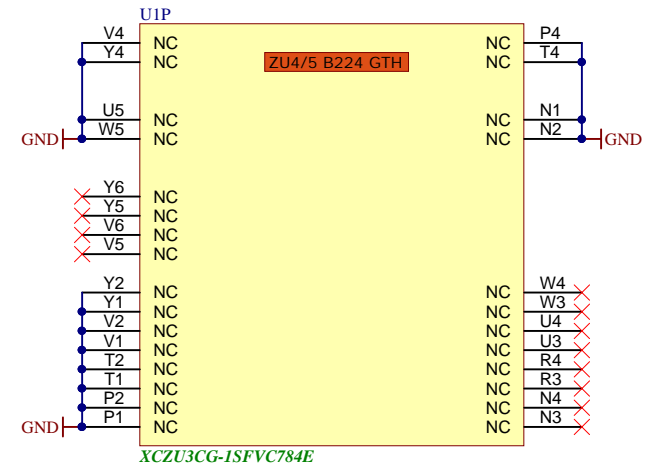 U1P
V4 NC NC P4
Y4 NC ZU4/5 B224 GTH NC T4
U5 NC NC N1
GND W5 NC NC N2 GND
Y6 NC
Y5 NC
V6 NC
V5 NC
Y2 NC NC W4
Y1 NC NC W3
V2 NC NC U4
V1 NC NC U3
T2 NC NC R4
T1 NC NC R3
P2 NC NC N4
GND P1 NC NC N3
XCZU3CG-1SFVC784E